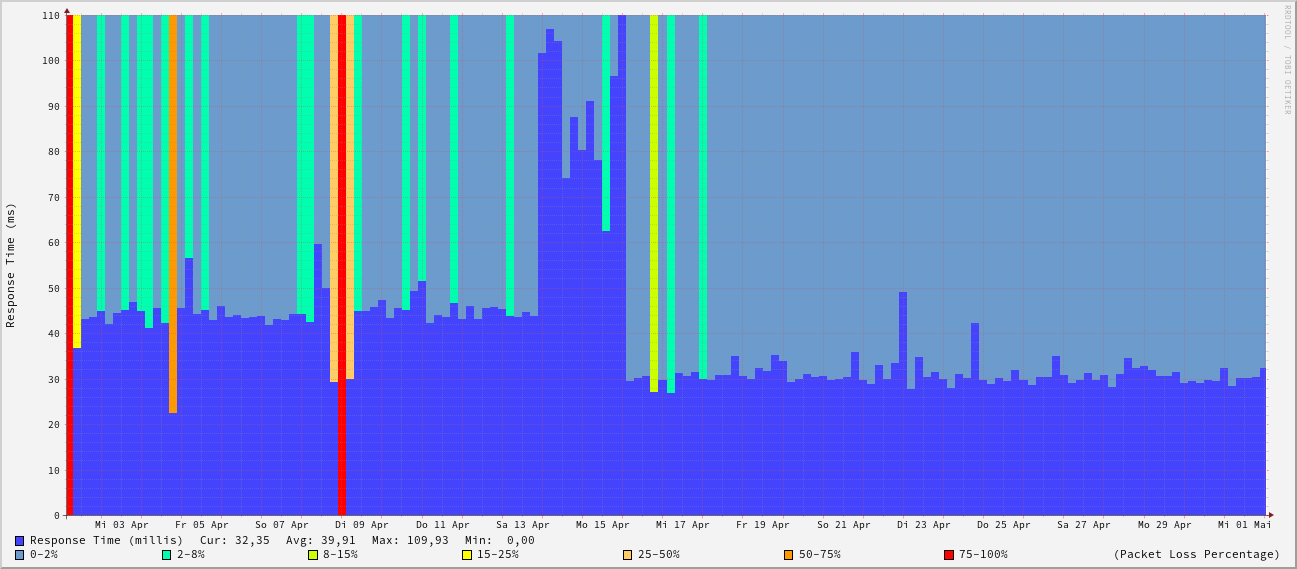 RRDTOOL / TOBI OETIKER
Response Time (ms)
110
100
90
80
70
60
50
40
30
20
10
0
Mi 03 Apr Fr 05 Apr So 07 Apr Di 09 Apr Do 11 Apr Sa 13 Apr Mo 15 Apr Mi 17 Apr Fr 19 Apr So 21 Apr Di 23 Apr Do 25 Apr Sa 27 Apr Mo 29 Apr Mi 01 Mai
Response Time (millis) Cur: 32,35 Avg: 39,91 Max: 109,93 Min: 0,00
0-2% 2-8% 8-15% 15-25% 25-50% 50-75% 75-100% (Packet Loss Percentage)